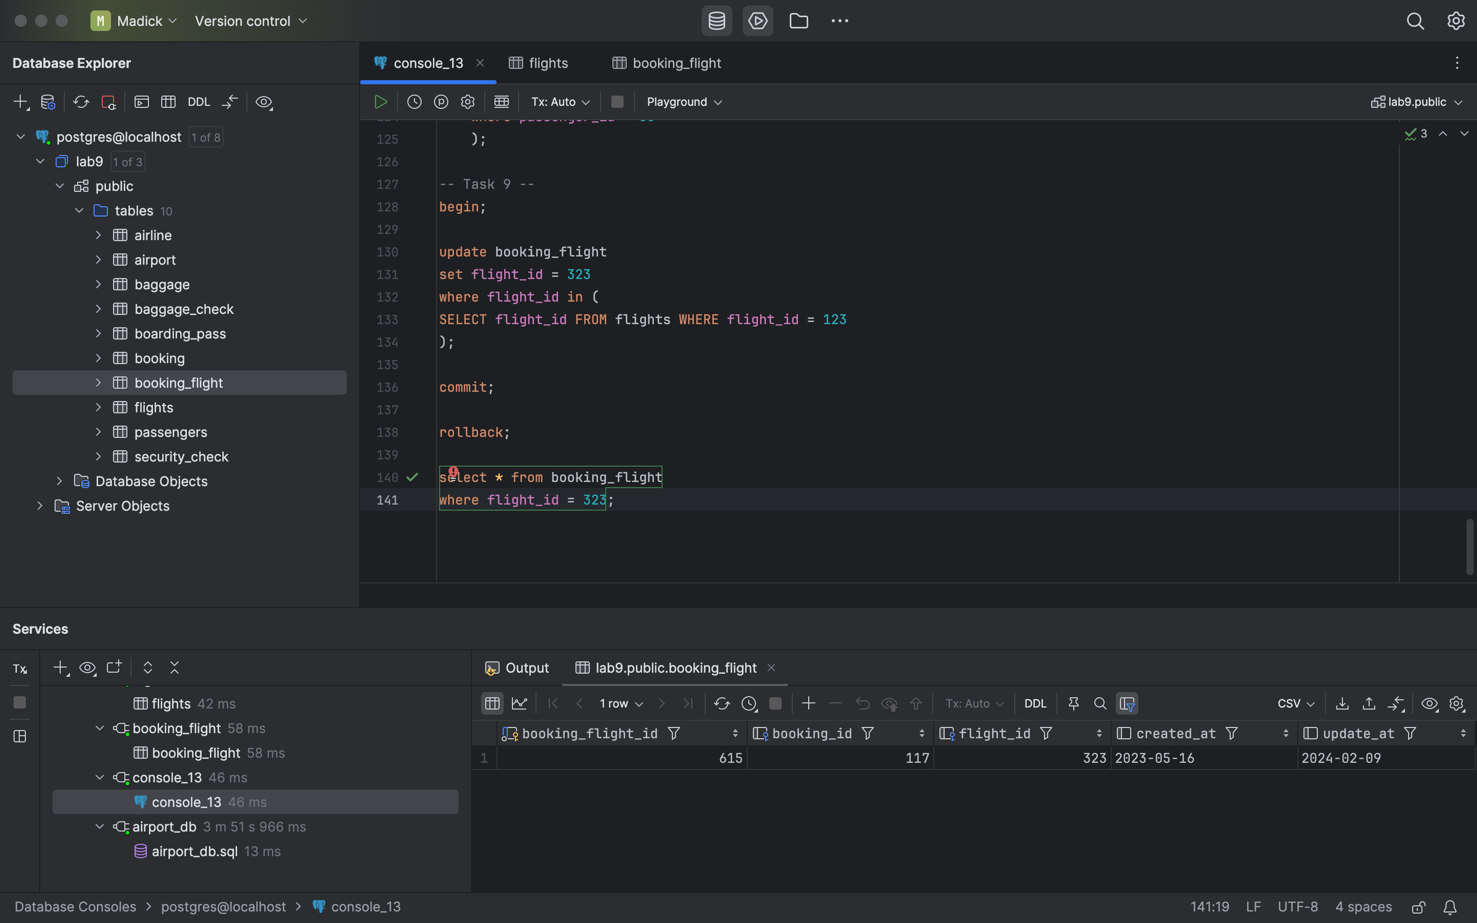 M Madick Version control
Database Explorer
console_13 flights booking_flight
DDL Tx: Auto Playground lab9.public
postgres@localhost 1 of 8
lab9 1 of 3
public
tables 10
airline
airport
baggage
baggage_check
boarding_pass
booking
booking_flight
flights
passengers
security_check
Database Objects
Server Objects
3
125 );
126
127 -- Task 9 --
128 begin;
129
130 update booking_flight
131 set flight_id = 323
132 where flight_id in (
133 SELECT flight_id FROM flights WHERE flight_id = 123
134 );
135
136 commit;
137
138 rollback;
139
140 select * from booking_flight
141 where flight_id = 323;
Services
Tx
flights 42 ms
booking_flight 58 ms
booking_flight 58 ms
console_13 46 ms
console_13 46 ms
airport_db 3 m 51 s 966 ms
airport_db.sql 13 ms
Output lab9.public.booking_flight
1 row Tx: Auto DDL CSV
booking_flight_id booking_id flight_id created_at update_at
1 615 117 323 2023-05-16 2024-02-09
Database Consoles > postgres@localhost > console_13
141:19 LF UTF-8 4 spaces